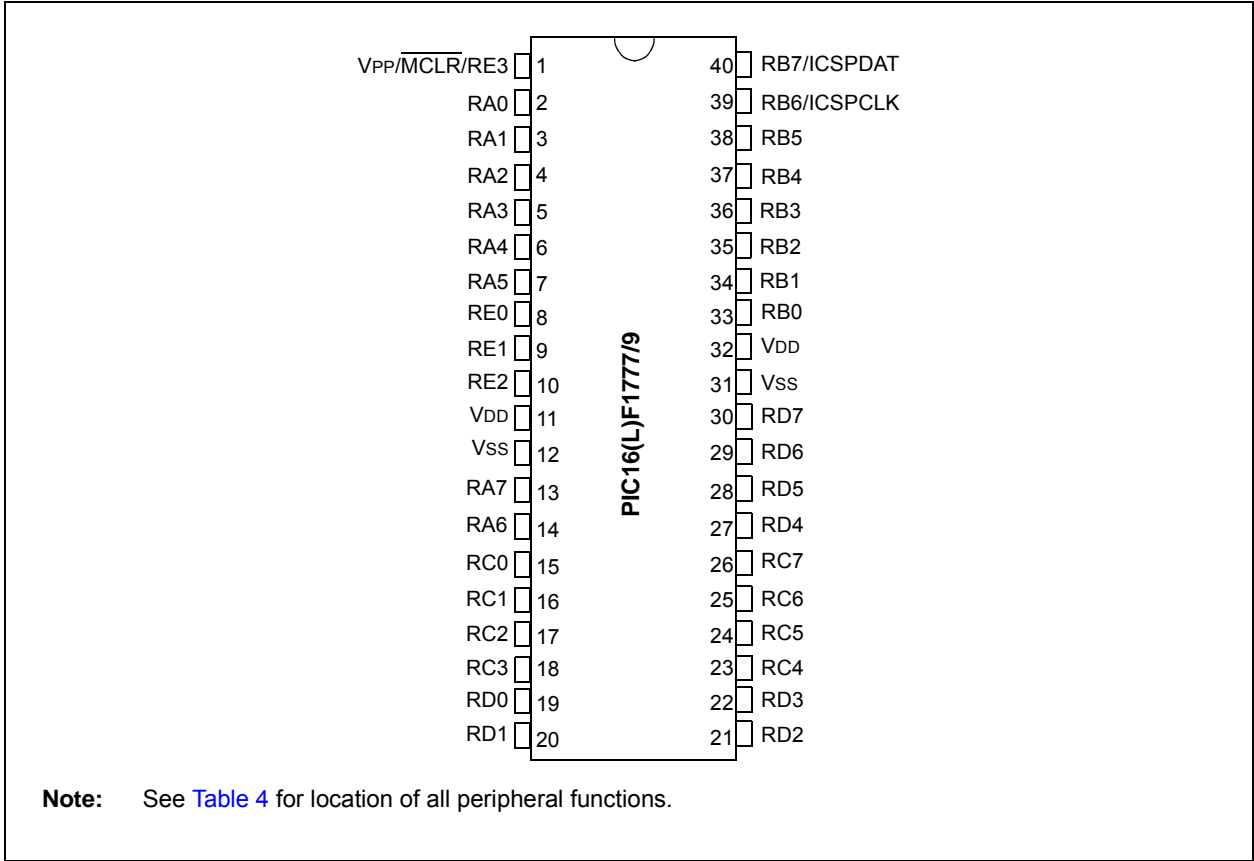 VPP/MCLR/RE3 1 40 RB7/ICSPDAT
RA0 2 39 RB6/ICSPCLK
RA1 3 38 RB5
RA2 4 37 RB4
RA3 5 36 RB3
RA4 6 35 RB2
RA5 7 34 RB1
RE0 8 33 RB0
RE1 9 32 VDD
RE2 10 31 VSS
VDD 11 30 RD7
VSS 12 29 RD6
RA7 13 28 RD5
RA6 14 27 RD4
RC0 15 26 RC7
RC1 16 25 RC6
RC2 17 24 RC5
RC3 18 23 RC4
RD0 19 22 RD3
RD1 20 21 RD2
PIC16(L)F1777/9
Note: See Table 4 for location of all peripheral functions.